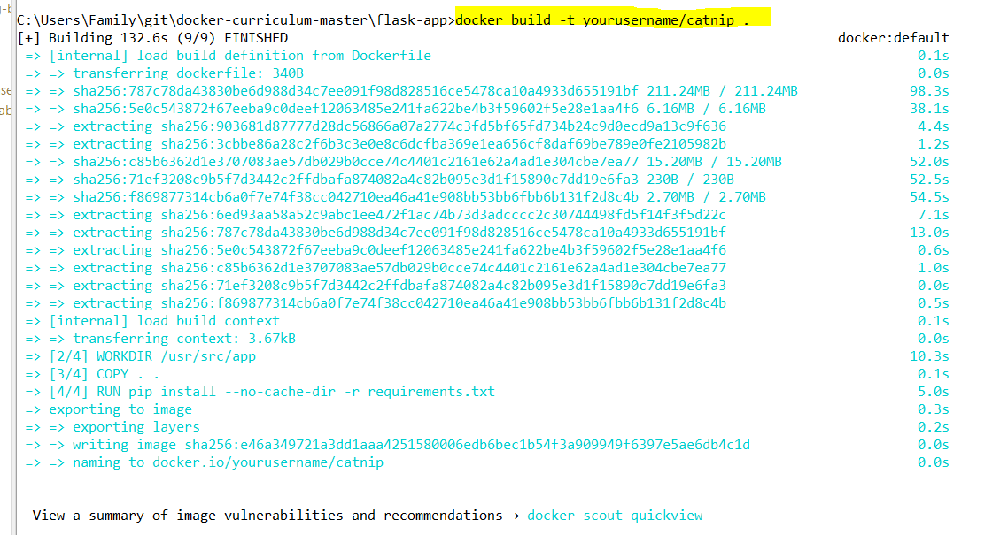 C:\Users\Family\git\docker-curriculum-master\flask-app>docker build -t yourusername/catnip .
[+] Building 132.6s (9/9) FINISHED docker:default
=> [internal] load build definition from Dockerfile 0.1s
=> => transferring dockerfile: 340B 0.0s
=> => sha256:787c78da43830be6d988d34c7ee091f98d828516ce5478ca10a4933d655191bf 211.24MB / 211.24MB 98.3s
=> => sha256:5e0c543872f67eeba9c0deef12063485e241fa622be4b3f59602f5e28e1aa4f6 6.16MB / 6.16MB 38.1s
=> => extracting sha256:903681d87777d28dc56866a07a2774c3fd5bf65fd734b24c9d0ecd9a13c9f636 4.4s
=> => extracting sha256:3cbbe86a28c2f6b3c3e0e8c6dcfba369e1ea656cf8daf69be789e0fe2105982b 1.2s
=> => sha256:c85b6362d1e3707083ae57db029b0cce74c4401c2161e62a4ad1e304cbe7ea77 15.20MB / 15.20MB 52.0s
=> => sha256:71ef3208c9b5f7d3442c2ffdbafa874082a4c82b095e3d1f15890c7dd19e6fa3 230B / 230B 52.5s
=> => sha256:f869877314cb6a0f7e74f38cc042710ea46a41e908bb53bb6fbb6b131f2d8c4b 2.70MB / 2.70MB 54.5s
=> => extracting sha256:6ed93aa58a52c9abc1ee472f1ac74b73d3adcccc2c30744498fd5f14f3f5d22c 7.1s
=> => extracting sha256:787c78da43830be6d988d34c7ee091f98d828516ce5478ca10a4933d655191bf 13.0s
=> => extracting sha256:5e0c543872f67eeba9c0deef12063485e241fa622be4b3f59602f5e28e1aa4f6 0.6s
=> => extracting sha256:c85b6362d1e3707083ae57db029b0cce74c4401c2161e62a4ad1e304cbe7ea77 1.0s
=> => extracting sha256:71ef3208c9b5f7d3442c2ffdbafa874082a4c82b095e3d1f15890c7dd19e6fa3 0.0s
=> => extracting sha256:f869877314cb6a0f7e74f38cc042710ea46a41e908bb53bb6fbb6b131f2d8c4b 0.5s
=> [internal] load build context 0.1s
=> => transferring context: 3.67kB 0.0s
=> [2/4] WORKDIR /usr/src/app 10.3s
=> [3/4] COPY . . 0.1s
=> [4/4] RUN pip install --no-cache-dir -r requirements.txt 5.0s
=> exporting to image 0.3s
=> => exporting layers 0.2s
=> => writing image sha256:e46a349721a3dd1aaa4251580006edb6bec1b54f3a909949f6397e5ae6db4c1d 0.0s
=> => naming to docker.io/yourusername/catnip 0.0s
View a summary of image vulnerabilities and recommendations → docker scout quickview